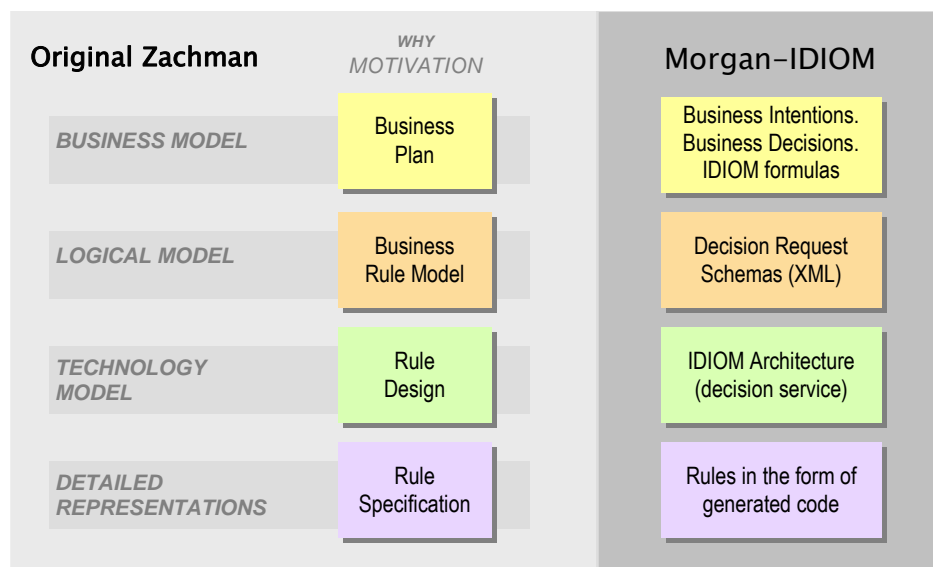 Original Zachman
WHY
MOTIVATION
Morgan-IDIOM
BUSINESS MODEL
Business
Plan
Business Intentions.
Business Decisions.
IDIOM formulas
LOGICAL MODEL
Business
Rule Model
Decision Request
Schemas (XML)
TECHNOLOGY
MODEL
Rule
Design
IDIOM Architecture
(decision service)
DETAILED
REPRESENTATIONS
Rule
Specification
Rules in the form of
generated code